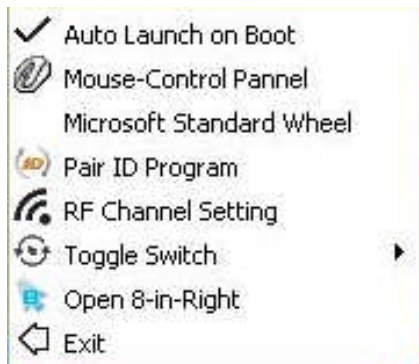 Auto Launch on Boot
Mouse-Control Pannel
Microsoft Standard Wheel
Pair ID Program
RF Channel Setting
Toggle Switch
Open 8-in-Right
Exit